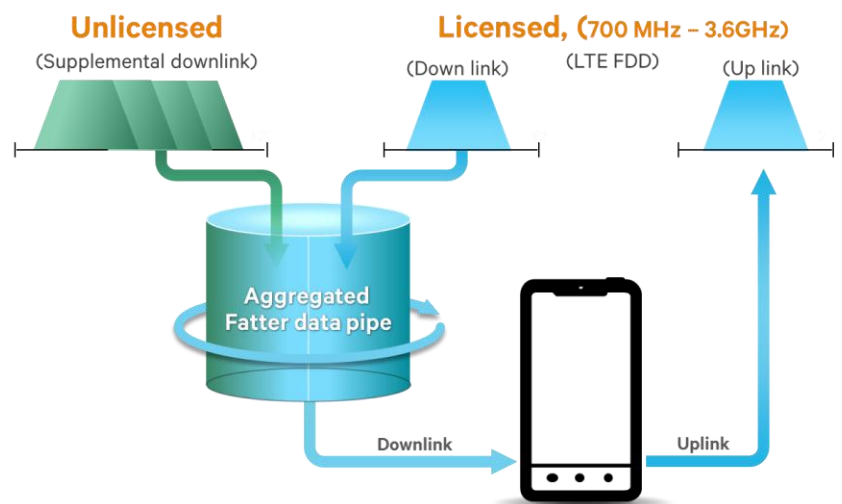 Unlicensed
(Supplemental downlink)
Licensed, (700 MHz – 3.6GHz)
(Down link)
(LTE FDD)
(Up link)
Aggregated
Fatter data pipe
Downlink
Uplink